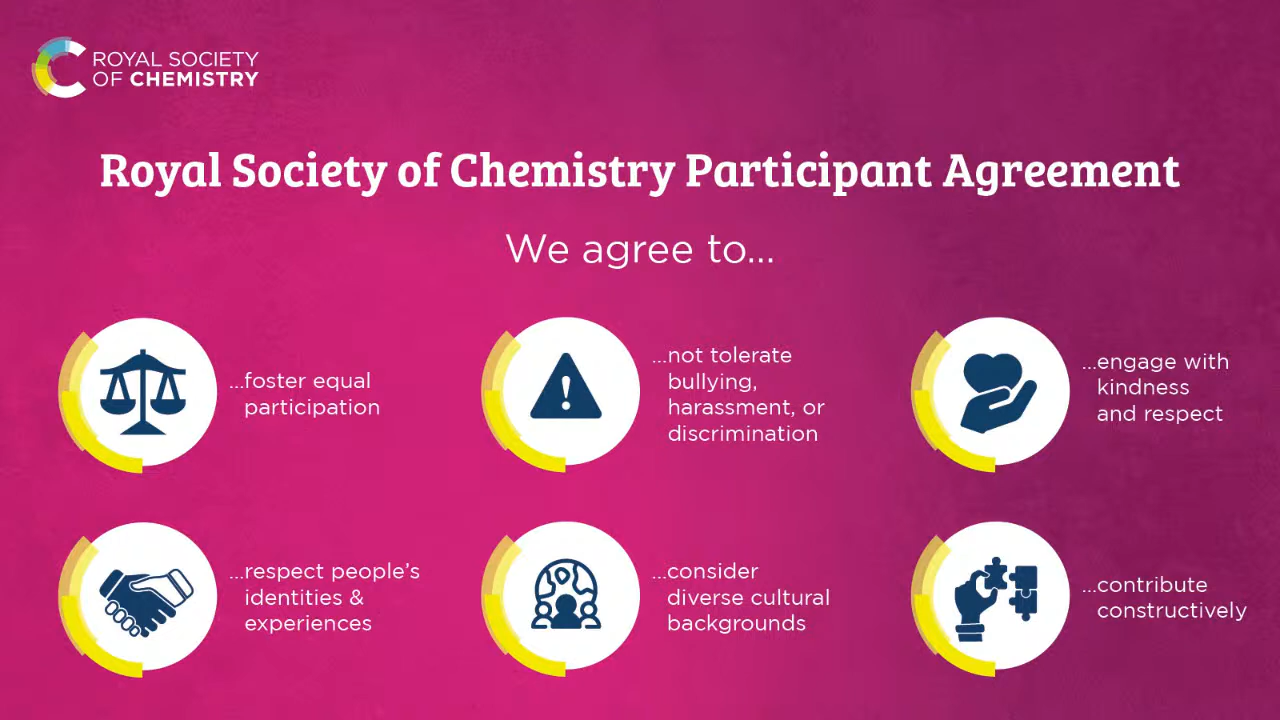 ROYAL SOCIETY
OF CHEMISTRY
Royal Society of Chemistry Participant Agreement
We agree to...
...foster equal
participation
...not tolerate
bullying,
harassment, or
discrimination
...engage with
kindness
and respect
...respect people’s
identities &
experiences
...consider
diverse cultural
backgrounds
...contribute
constructively